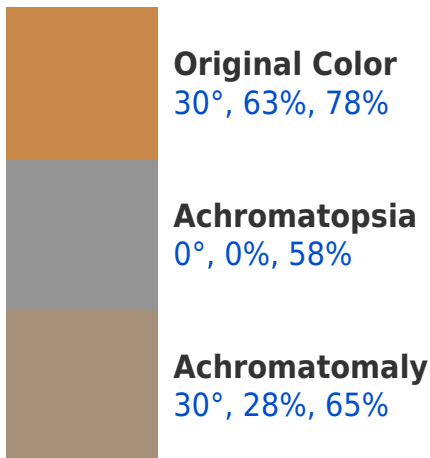 Original Color
30°, 63%, 78%
Achromatopsia
0°, 0%, 58%
Achromatomaly
30°, 28%, 65%